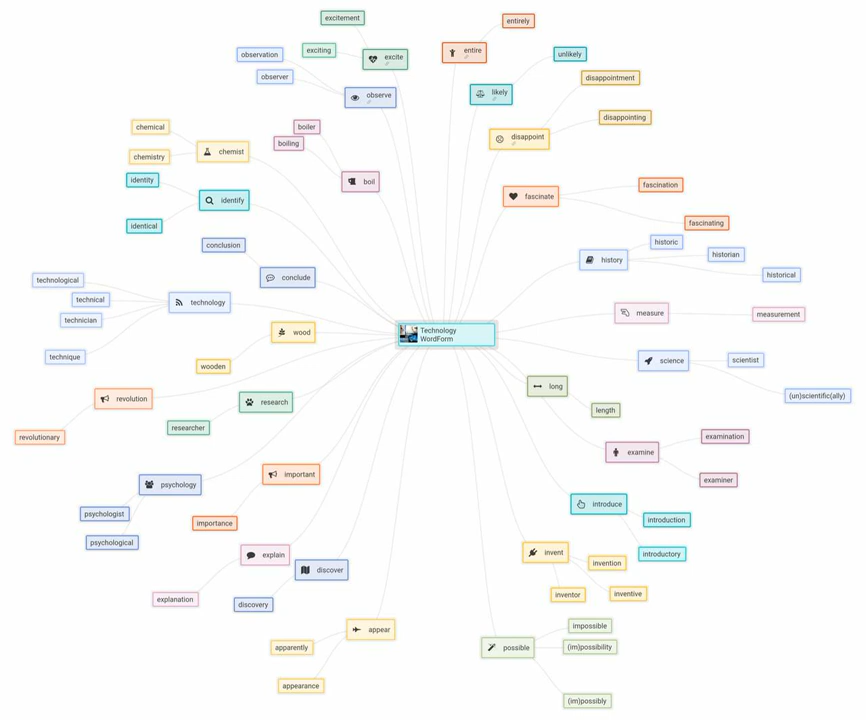 excitement
exciting
excite
observation
observer
observe
chemical
chemistry
chemist
boiler
boiling
boil
identity
identical
identify
conclusion
conclude
technological
technical
technician
technique
technology
wood
wooden
revolution
revolutionary
research
researcher
psychology
psychologist
psychological
important
importance
explain
explanation
discover
discovery
appear
apparently
appearance
Technology
WordForm
entirely
entire
unlikely
likely
disappointment
disappointing
disappoint
fascinate
fascination
fascinating
history
historic
historian
historical
measure
measurement
science
scientist
(un)scientific(ally)
long
length
examine
examination
examiner
introduce
introduction
introductory
invent
invention
inventive
inventor
possible
impossible
(im)possibility
(im)possibly